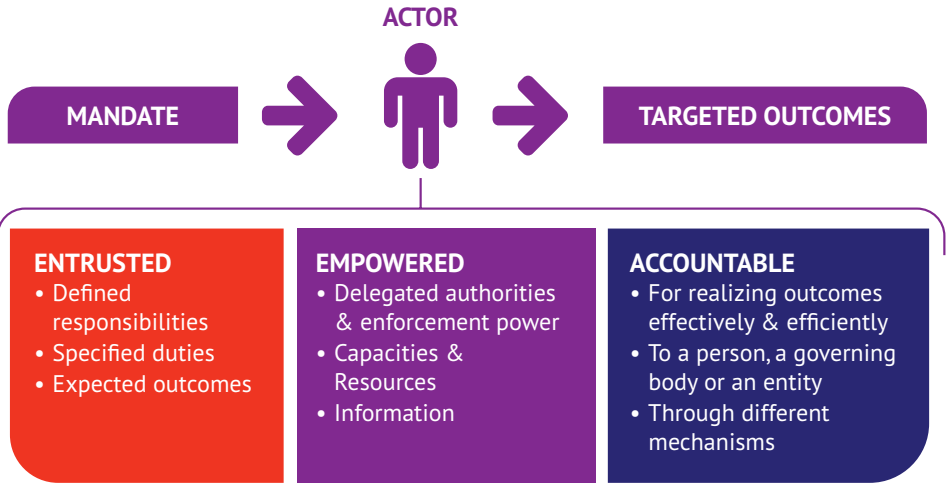 ACTOR
MANDATE
TARGETED OUTCOMES
ENTRUSTED
• Defined
responsibilities
• Specified duties
• Expected outcomes
EMPOWERED
• Delegated authorities
& enforcement power
• Capacities &
Resources
• Information
ACCOUNTABLE
• For realizing outcomes
effectively & efficiently
• To a person, a governing
body or an entity
• Through different
mechanisms